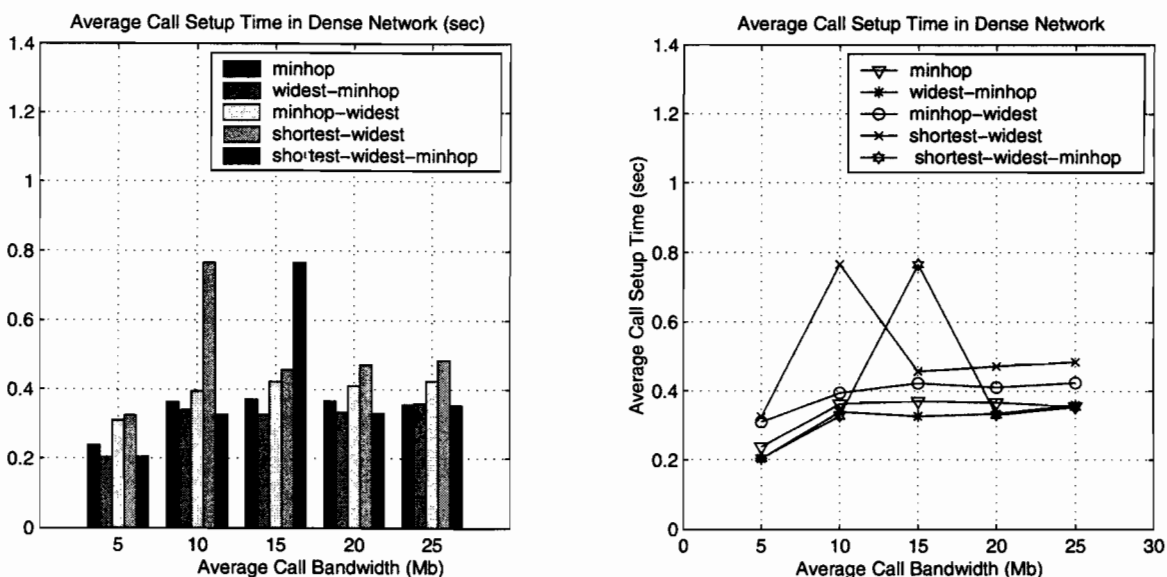 Average Call Setup Time in Dense Network (sec)
1.4
1.2
1
0.8
0.6
0.4
0.2
0
minhop
widest-minhop
minhop-widest
shortest-widest
shortest-widest-minhop
5 10 15 20 25
Average Call Bandwidth (Mb)
Average Call Setup Time in Dense Network
Average Call Setup Time (sec)
1.4
1.2
1
0.8
0.6
0.4
0.2
0
minhop
widest-minhop
minhop-widest
shortest-widest
shortest-widest-minhop
0 5 10 15 20 25 30
Average Call Bandwidth (Mb)